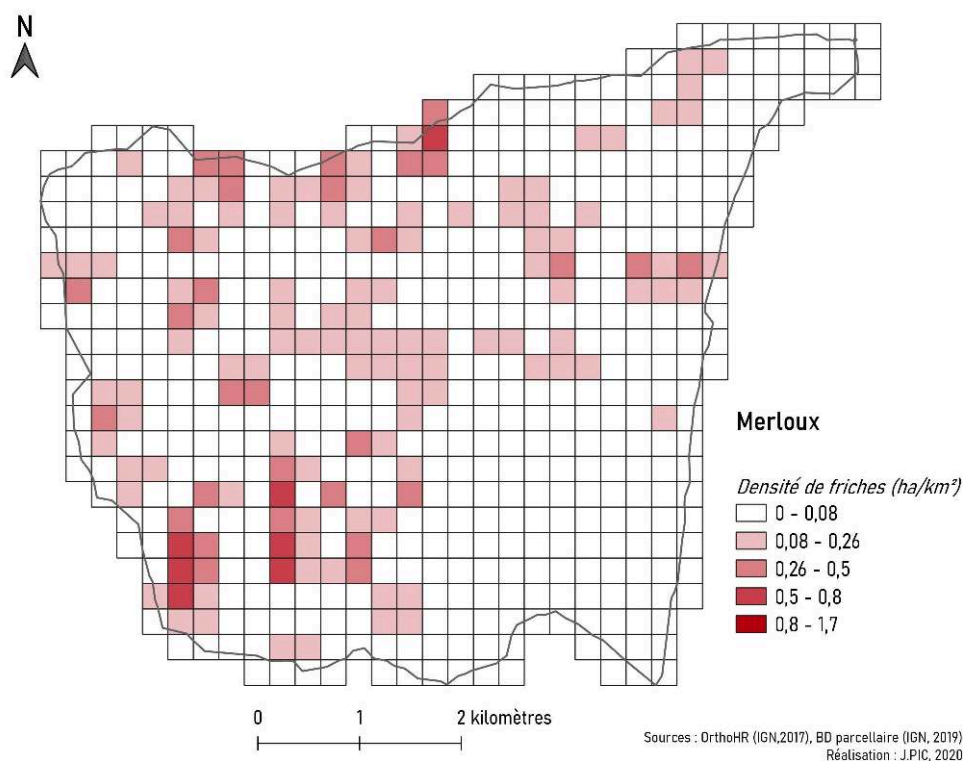 N
Merloux
Densité de friches (ha/km²)
0 - 0,08
0,08 - 0,26
0,26 - 0,5
0,5 - 0,8
0,8 - 1,7
0 1 2 kilomètres
Sources : OrthoHR (IGN,2017), BD parcellaire (IGN, 2019)
Réalisation : J.PIC, 2020